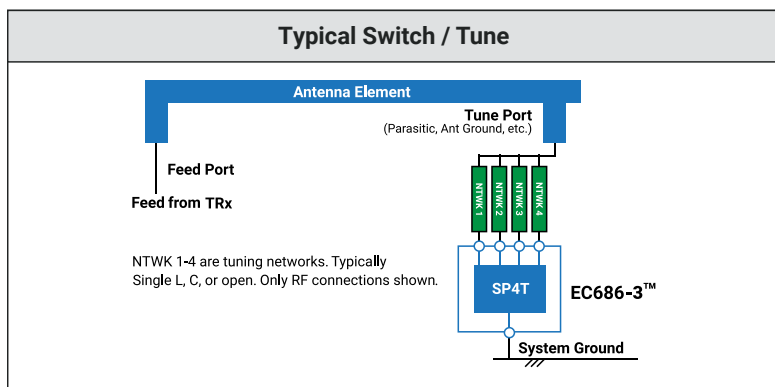 Typical Switch / Tune
Antenna Element
Tune Port
(Parasitic, Ant Ground, etc.)
Feed Port
Feed from TRx
NTWK 1
NTWK 2
NTWK 3
NTWK 4
NTWK 1-4 are tuning networks. Typically
Single L, C, or open. Only RF connections shown.
SP4T
EC686-3™
System Ground